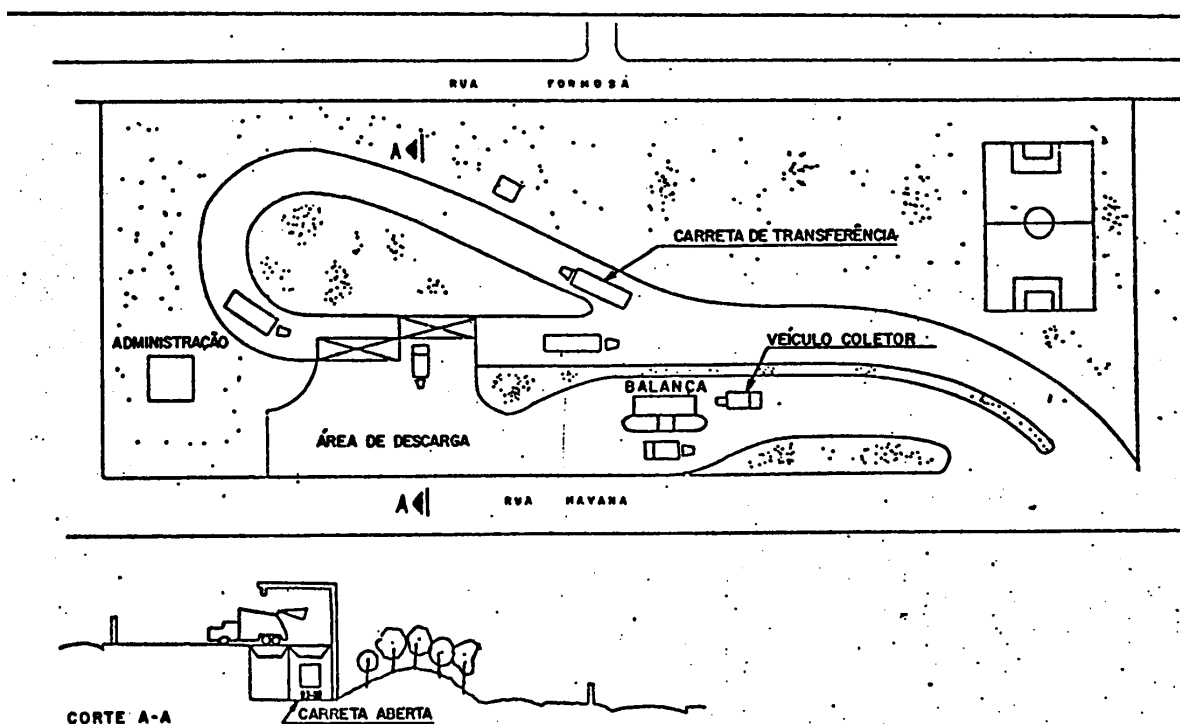 RUA FORMOSA
A
CARRETA DE TRANSFERÊNCIA
ADMINISTRAÇÃO
VEÍCULO COLETOR
BALANÇA
ÁREA DE DESCARGA
A
RUA HAVANA
CORTE A-A
CARRETA ABERTA